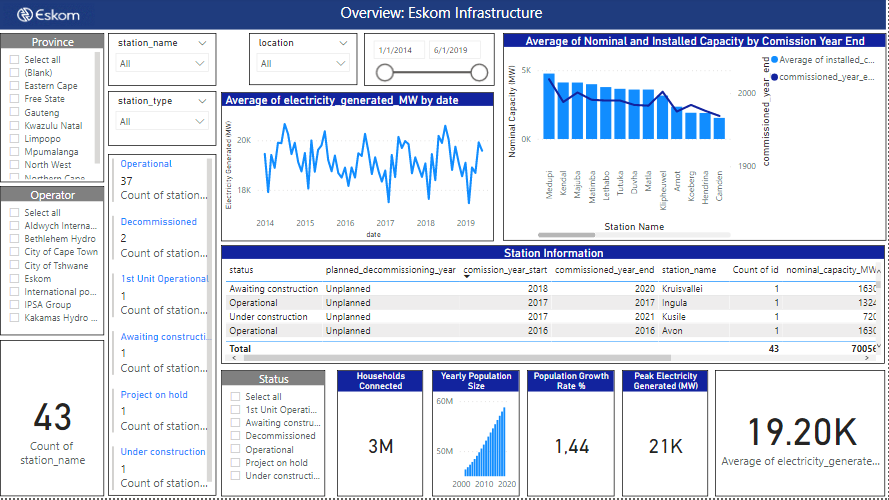 Eskom
Overview: Eskom Infrastructure
Province
Select all
(Blank)
Eastern Cape
Free State
Gauteng
Kwazulu Natal
Limpopo
Mpumalanga
North West
Northern Cape
Operator
Select all
Aldwych Interna...
Bethlehem Hydro
City of Cape Town
City of Tshwane
Eskom
International po...
IPSA Group
Kakamas Hydro ...
43
Count of
station_name
station_name
All
station_type
All
location
All
1/1/2014
6/1/2019
Operational
37
Count of station...
Decommissioned
2
Count of station...
1st Unit Operational
1
Count of station...
Awaiting constructi...
1
Count of station...
Project on hold
1
Count of station...
Under construction
1
Count of station...
Average of electricity_generated_MW by date
Electricity Generated (MW)
20K
18K
2014 2015 2016 2017 2018 2019
date
Average of Nominal and Installed Capacity by Comission Year End
Average of installed_c...
commissioned_year_e...
Nominal Capacity (MW)
5K
0K
commissioned_year_end
2000
1900
Medupi
Kendal
Majuba
Matimba
Lethabo
Tutuka
Duvha
Matla
Klipheuwel
Arnot
Koeberg
Hendrina
Camden
Station Name
Station Information
status planned_decommissioning_year comission_year_start commissioned_year_end station_name Count of id nominal_capacity_MW
Awaiting construction Unplanned 2018 2020 Kruisvallei 1 1630
Operational Unplanned 2017 2017 Ingula 1 1324
Under construction Unplanned 2017 2021 Kusile 1 720
Operational Unplanned 2016 2016 Avon 1 1630
Total 43 70056
Status
Select all
1st Unit Operati...
Awaiting constru...
Decommissioned
Operational
Project on hold
Under constructi...
Households
Connected
3M
Yearly Population
Size
60M
50M
2000 2010 2020
Population Growth
Rate %
1,44
Peak Electricity
Generated (MW)
21K
19.20K
Average of electricity_generate...